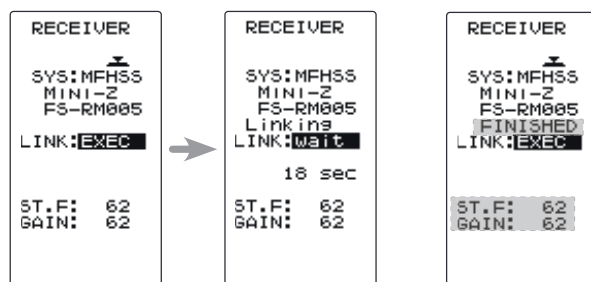 RECEIVER
SYS:MFHSS
MINI-Z
FS-RM005
LINK:EXEC
ST.F: 62
GAIN: 62
RECEIVER
SYS:MFHSS
MINI-Z
FS-RM005
Linking
LINK:wait
18 sec
ST.F: 62
GAIN: 62
RECEIVER
SYS:MFHSS
MINI-Z
FS-RM005
FINISHED
LINK:EXEC
ST.F: 62
GAIN: 62